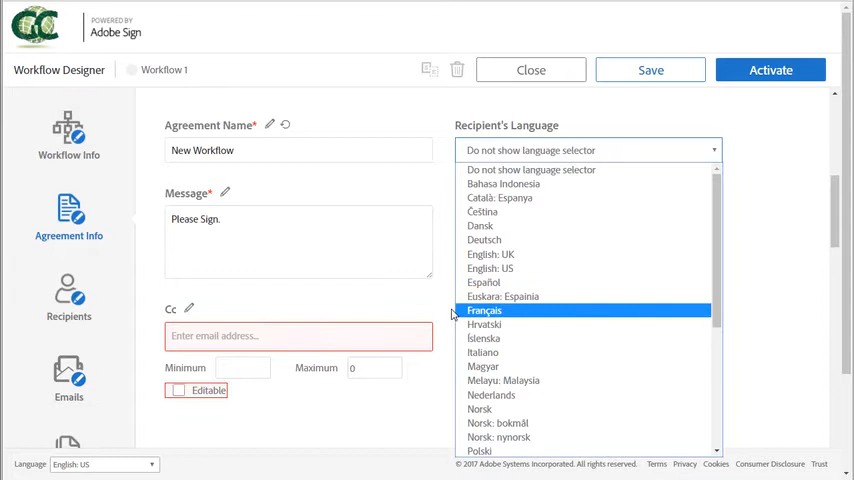 GC
POWERED BY
Adobe Sign
Workflow Designer
Workflow 1
Close
Save
Activate
Workflow Info
Agreement Info
Recipients
Emails
Agreement Name*
New Workflow
Message*
Please Sign.
Cc
Enter email address...
Minimum
Maximum
0
Editable
Recipient's Language
Do not show language selector
Do not show language selector
Bahasa Indonesia
Català: Espanya
Čeština
Dansk
Deutsch
English: UK
English: US
Español
Euskara: Espainia
Français
Hrvatski
Íslenska
Italiano
Magyar
Melayu: Malaysia
Nederlands
Norsk
Norsk: bokmål
Norsk: nynorsk
Polski
Language
English: US
© 2017 Adobe Systems Incorporated. All rights reserved.
Terms
Privacy
Cookies
Consumer Disclosure
Trust